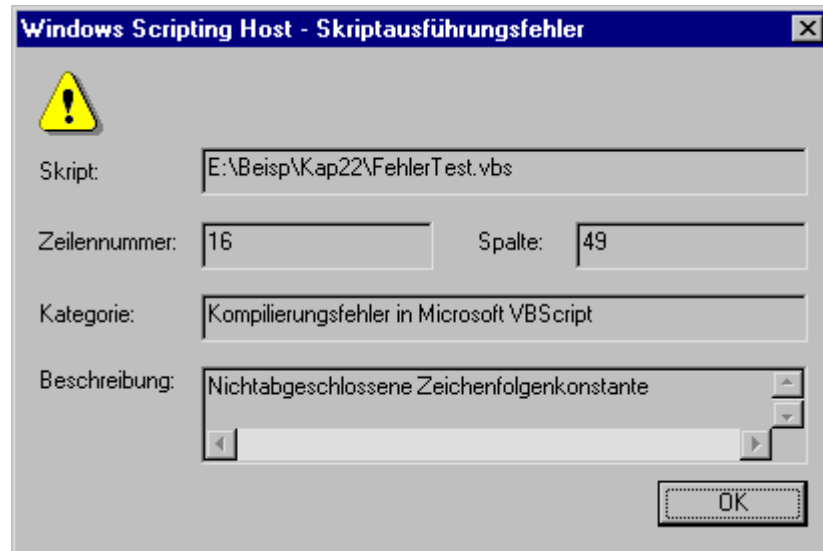 Windows Scripting Host - Skriptausführungsfehler
Skript: E:\Beisp\Kap22\FehlerTest.vbs
Zeilennummer: 16 Spalte: 49
Kategorie: Kompilierungsfehler in Microsoft VBScript
Beschreibung: Nichtabgeschlossene Zeichenfolgenkonstante
OK